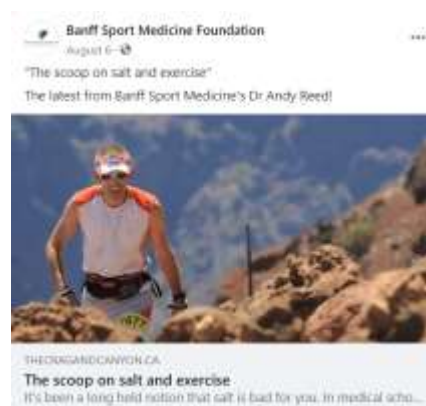 Banff Sport Medicine Foundation
August 6
"The scoop on salt and exercise"
The latest from Banff Sport Medicine's Dr Andy Reed!
THECRAGANDCANYON.CA
The scoop on salt and exercise
It's been a long held notion that salt is bad for you. In medical scho...